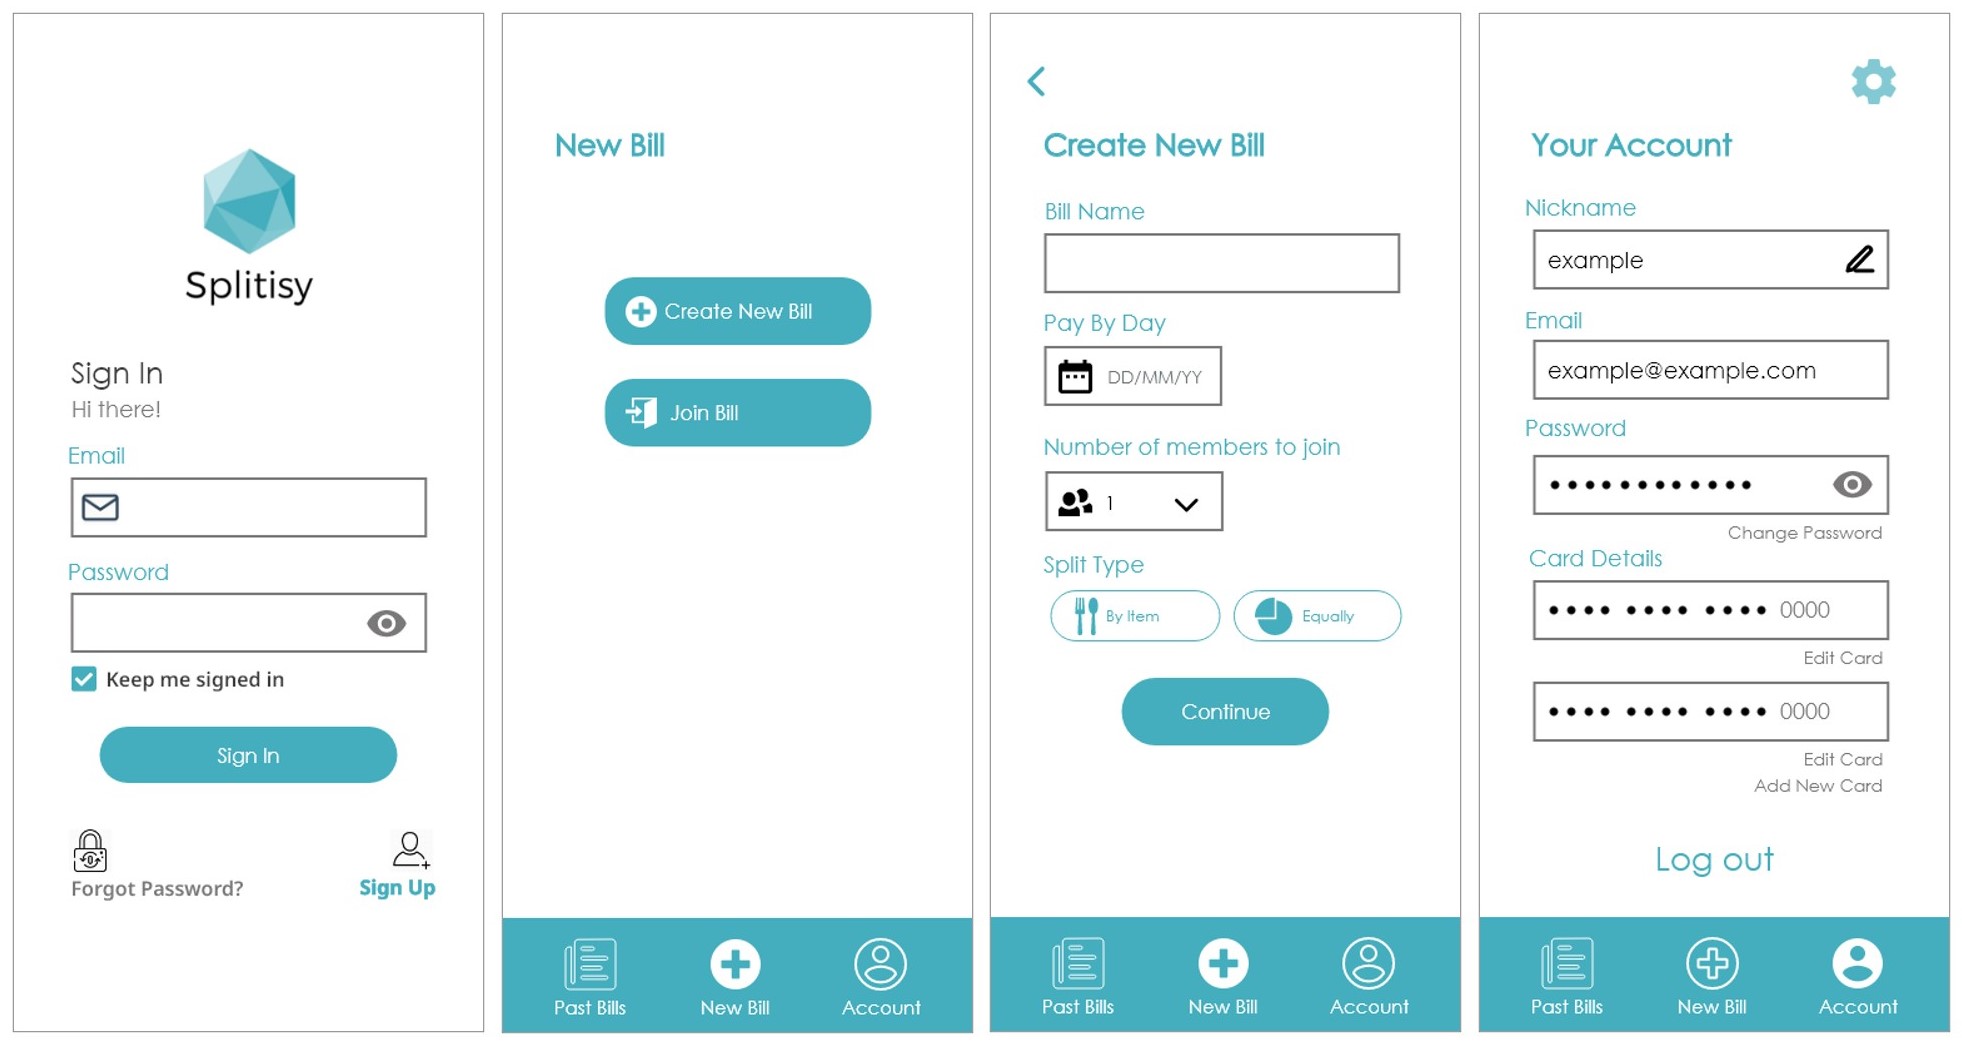 Splitisy
Sign In
Hi there!
Email
Password
Keep me signed in
Sign In
Forgot Password?
Sign Up
New Bill
Create New Bill
Join Bill
Past Bills
New Bill
Account
Create New Bill
Bill Name
Pay By Day
DD/MM/YY
Number of members to join
1
Split Type
By Item
Equally
Continue
Past Bills
New Bill
Account
Your Account
Nickname
example
Email
example@example.com
Password
••••••••••••
Change Password
Card Details
•••• •••• •••• 0000
Edit Card
•••• •••• •••• 0000
Edit Card
Add New Card
Log out
Past Bills
New Bill
Account